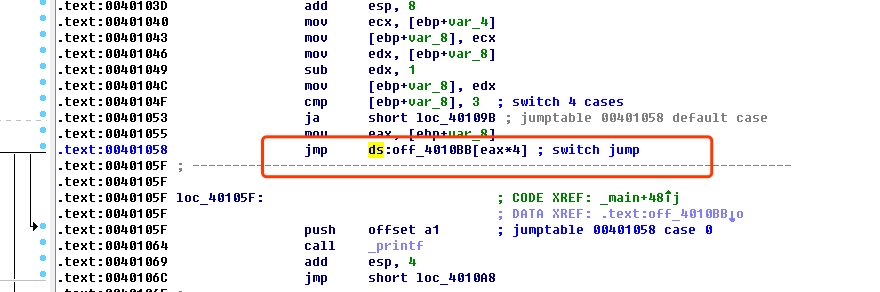 .text:0040103D add esp, 8
.text:00401040 mov ecx, [ebp+var_4]
.text:00401043 mov [ebp+var_8], ecx
.text:00401046 mov edx, [ebp+var_8]
.text:00401049 sub edx, 1
.text:0040104C mov [ebp+var_8], edx
.text:0040104F cmp [ebp+var_8], 3 ; switch 4 cases
.text:00401053 ja short loc_40109B ; jumptable 00401058 default case
.text:00401055 mov eax, [ebp+var_8]
.text:00401058 jmp ds:off_4010BB[eax*4] ; switch jump
.text:0040105F ; ---------------------------------------------------------------------------
.text:0040105F
.text:0040105F loc_40105F: ; CODE XREF: _main+48↑j
.text:0040105F ; DATA XREF: .text:off_4010BB↓o
.text:0040105F push offset a1 ; jumptable 00401058 case 0
.text:00401064 call _printf
.text:00401069 add esp, 4
.text:0040106C jmp short loc_4010A8
.text:0040106E ;